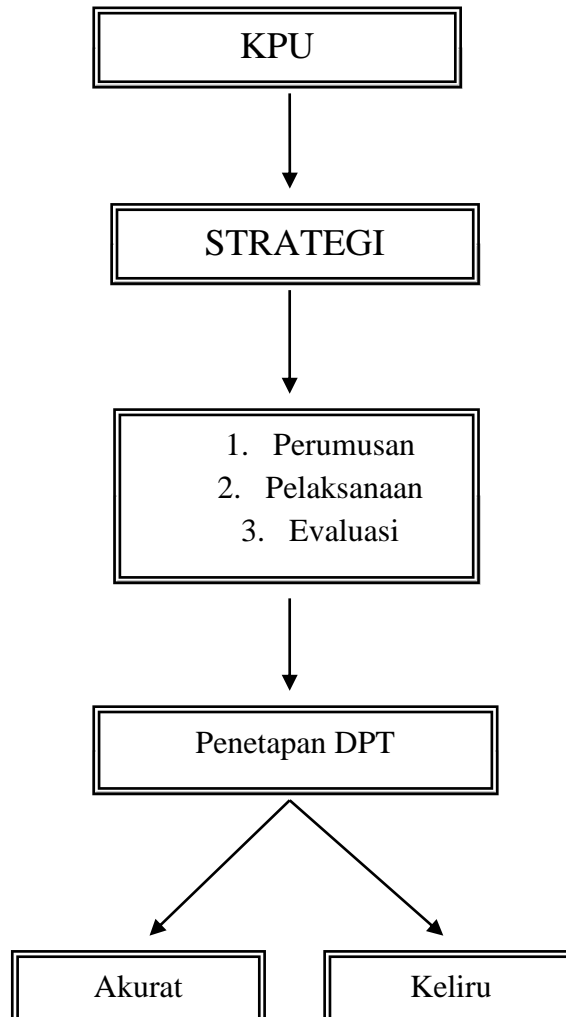 KPU
STRATEGI
1. Perumusan
2. Pelaksanaan
3. Evaluasi
Penetapan DPT
Akurat
Keliru